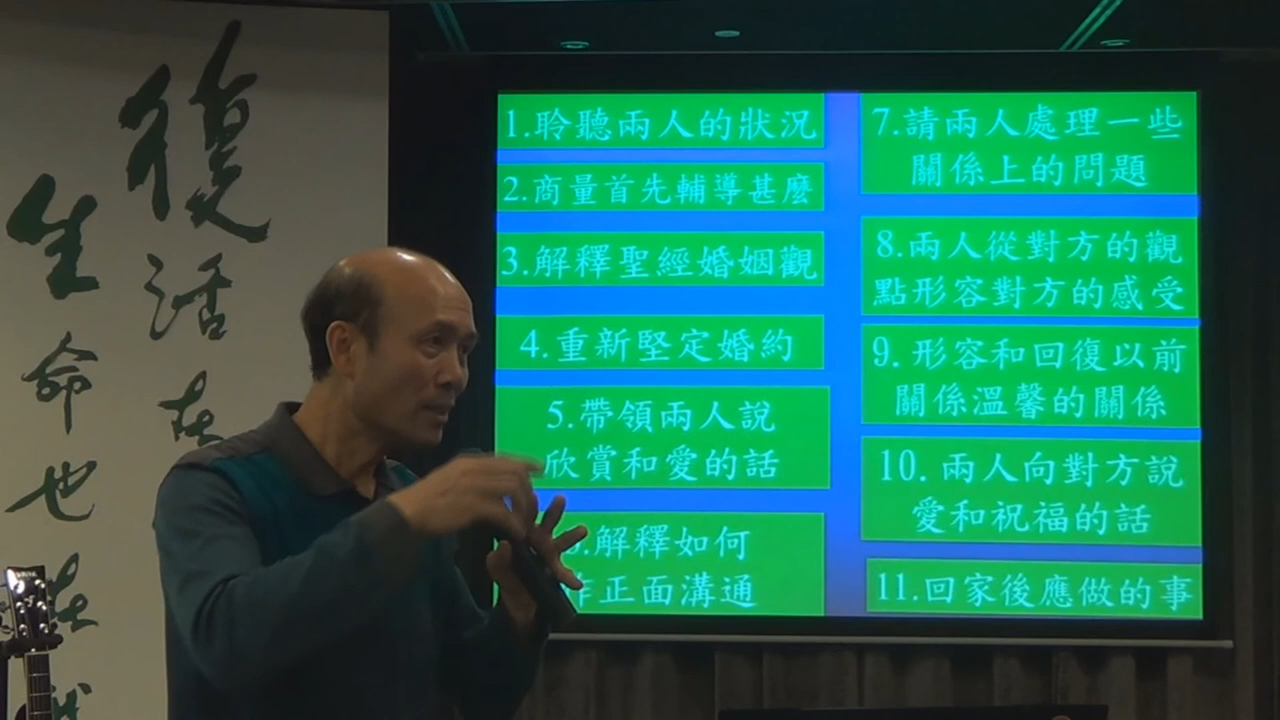 復活在
生命也在我
1.聆聽兩人的狀況
2.商量首先輔導甚麼
3.解釋聖經婚姻觀
4.重新堅定婚約
5.帶領兩人說
欣賞和愛的話
.解釋如何
作正面溝通
7.請兩人處理一些
關係上的問題
8.兩人從對方的觀
點形容對方的感受
9.形容和回復以前
關係溫馨的關係
10.兩人向對方說
愛和祝福的話
11.回家後應做的事